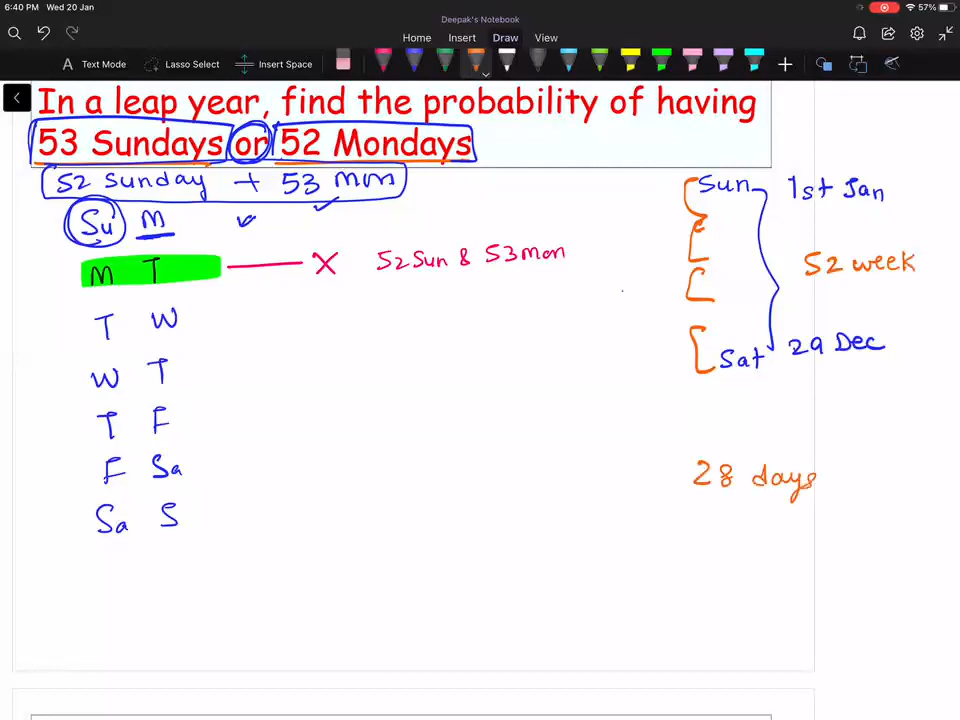 6:40 PM Wed 20 Jan
57%
Deepak's Notebook
Home Insert Draw View
Text Mode Lasso Select Insert Space
In a leap year, find the probability of having
53 Sundays or 52 Mondays
52 Sunday + 53 mon
Su M
M T X 52 Sun & 53 mon
T W
W T
T F
F Sa
Sa S
Sun 1st Jan
52 week
Sat 29 Dec
28 days